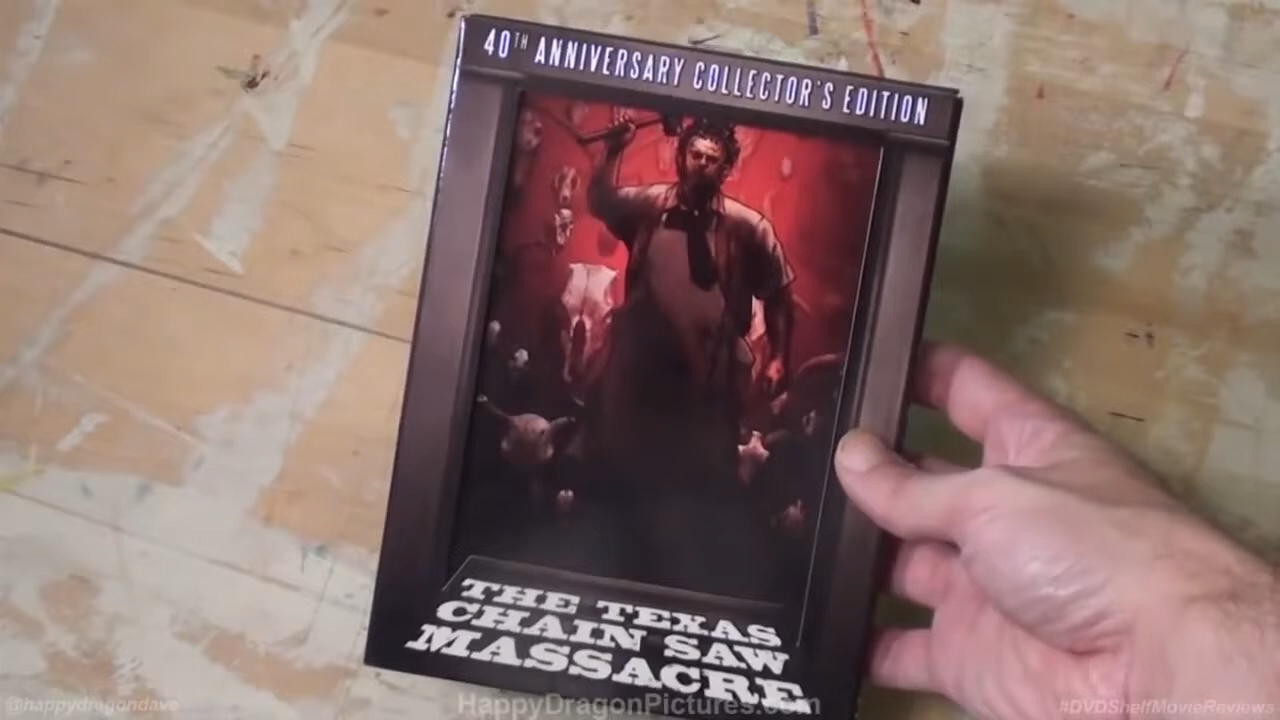 40TH ANNIVERSARY COLLECTOR'S EDITION
THE TEXAS
CHAIN SAW
MASSACRE
@happydragondave
HappyDragonPictures.com
#DVDShelfMovieReviews